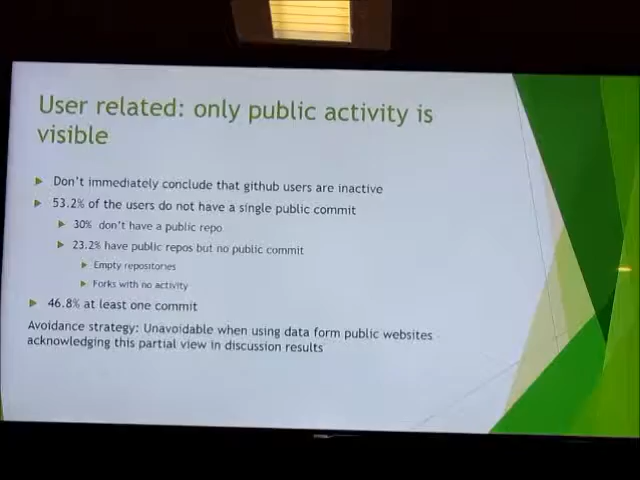 User related: only public activity is
visible
Don't immediately conclude that github users are inactive
53.2% of the users do not have a single public commit
30% don't have a public repo
23.2% have public repos but no public commit
Empty repositories
Forks with no activity
46.8% at least one commit
Avoidance strategy: Unavoidable when using data form public websites
acknowledging this partial view in discussion results